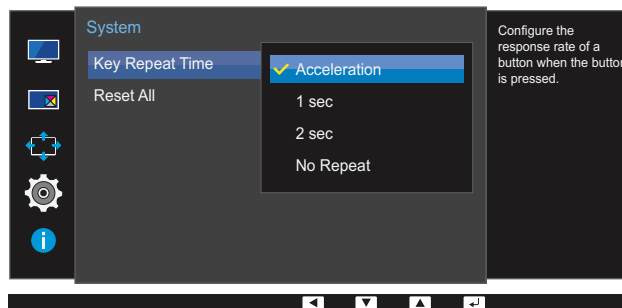 System
Key Repeat Time
Reset All
Acceleration
1 sec
2 sec
No Repeat
Configure the
response rate of a
button when the button
is pressed.